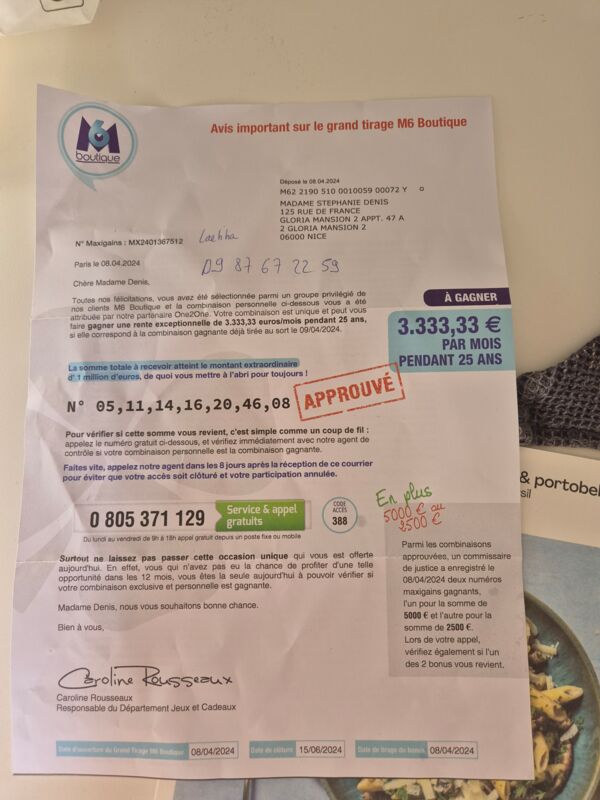 M6
boutique
Avis important sur le grand tirage M6 Boutique
Déposé le 08.04.2024
M62 2190 510 0010059 00072 Y
MADAME STEPHANIE DENIS
125 RUE DE FRANCE
GLORIA MANSION 2 APPT. 47 A
2 GLORIA MANSION 2
06000 NICE
N° Maxigains : MX2401367512
09 87 67 22 59
Paris le 08.04.2024
Chère Madame Denis,
Toutes nos félicitations, vous avez été sélectionnée parmi un groupe privilégié de
nos clients M6 Boutique et la combinaison personnelle ci-dessous vous a été
attribuée par notre partenaire One2One. Votre combinaison est unique et peut vous
faire gagner une rente exceptionnelle de 3.333,33 euros/mois pendant 25 ans,
si elle correspond à la combinaison gagnante déjà tirée au sort le 09/04/2024.
À GAGNER
3.333,33 €
PAR MOIS
PENDANT 25 ANS
La somme totale à recevoir atteint le montant extraordinaire
d' 1 million d'euros, de quoi vous mettre à l'abri pour toujours !
N° 05,11,14,16,20,46,08
APPROUVÉ
Pour vérifier si cette somme vous revient, c'est simple comme un coup de fil :
appelez le numéro gratuit ci-dessous, et vérifiez immédiatement avec notre agent de
contrôle si votre combinaison personnelle est la combinaison gagnante.
Faites vite, appelez notre agent dans les 8 jours après la réception de ce courrier
pour éviter que votre accès soit clôturé et votre participation annulée.
0 805 371 129
Service & appel
gratuits
CODE
ACCÈS
388
Du lundi au vendredi de 9h à 18h appel gratuit depuis un poste fixe ou mobile
En plus
5000 € ou
2500 €
Surtout ne laissez pas passer cette occasion unique qui vous est offerte
aujourd'hui. En effet, vous qui n'avez pas eu la chance de profiter d'une telle
opportunité dans les 12 mois, vous êtes la seule aujourd'hui à pouvoir vérifier si
votre combinaison exclusive et personnelle est gagnante.
Madame Denis, nous vous souhaitons bonne chance.
Bien à vous,
Parmi les combinaisons
approuvées, un commissaire
de justice a enregistré le
08/04/2024 deux numéros
maxigains gagnants,
l'un pour la somme de
5000 € et l'autre pour la
somme de 2500 €.
Lors de votre appel,
vérifiez également si l'un
des 2 bonus vous revient.
Caroline Rousseaux
Caroline Rousseaux
Responsable du Département Jeux et Cadeaux
Date d'ouverture du Grand Tirage M6 Boutique 08/04/2024 Date de clôture 15/06/2024 Date de tirage du bonus 08/04/2024
& portobel